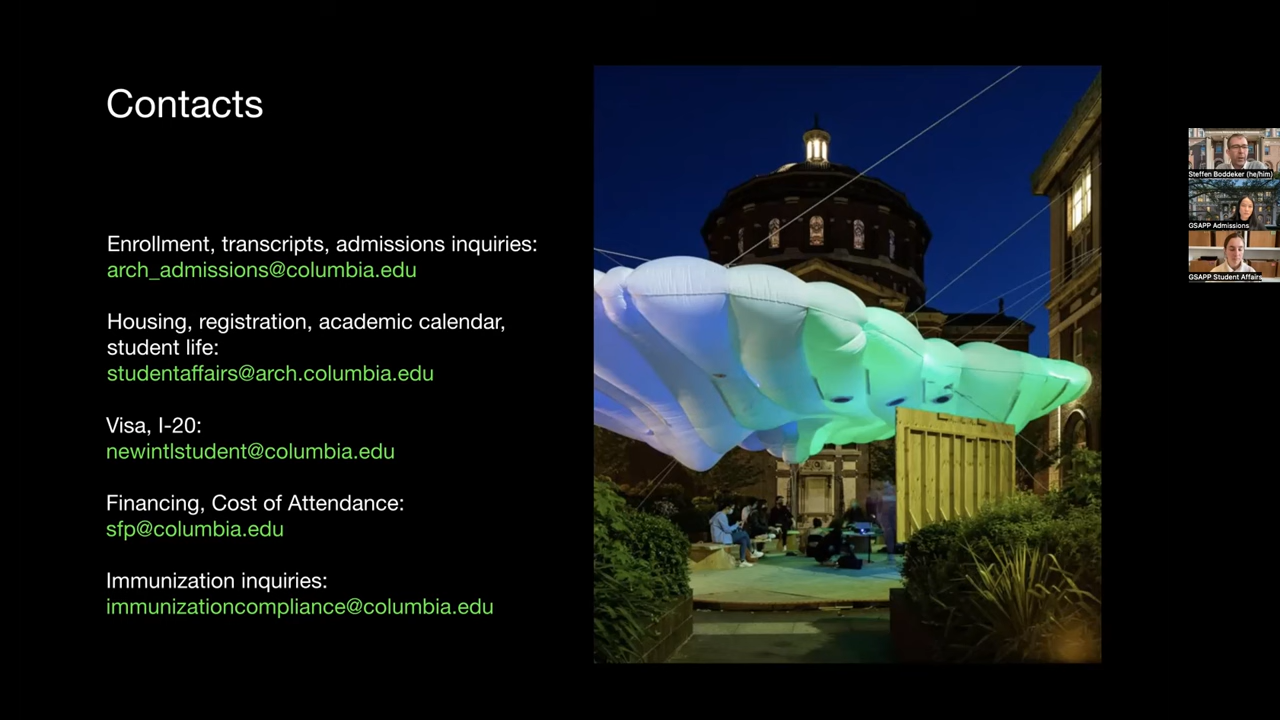 Contacts
Enrollment, transcripts, admissions inquiries:
arch_admissions@columbia.edu
Housing, registration, academic calendar,
student life:
studentaffairs@arch.columbia.edu
Visa, I-20:
newintlstudent@columbia.edu
Financing, Cost of Attendance:
sfp@columbia.edu
Immunization inquiries:
immunizationcompliance@columbia.edu
Steffen Boddeker (he/him)
GSAPP Admissions
GSAPP Student Affairs